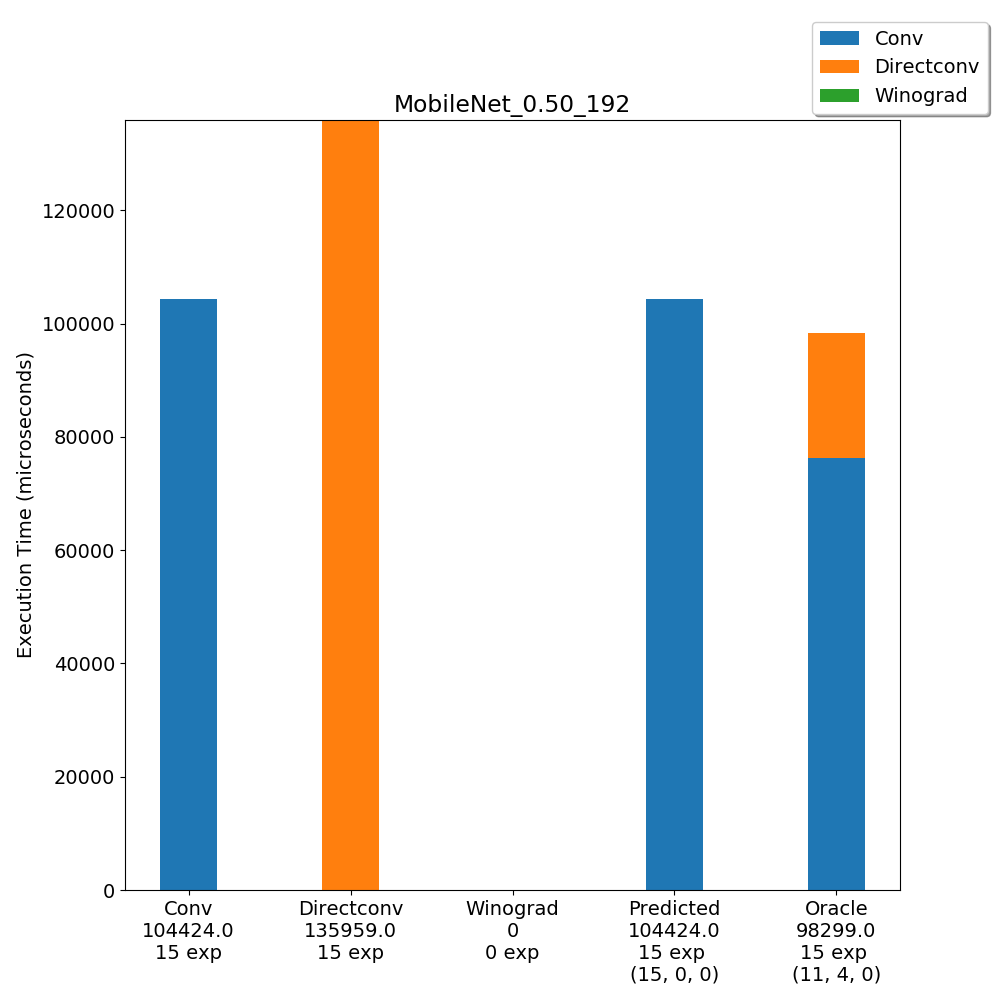 Conv
Directconv
Winograd
MobileNet_0.50_192
Execution Time (microseconds)
120000
100000
80000
60000
40000
20000
0
Conv
104424.0
15 exp
Directconv
135959.0
15 exp
Winograd
0
0 exp
Predicted
104424.0
15 exp
(15, 0, 0)
Oracle
98299.0
15 exp
(11, 4, 0)